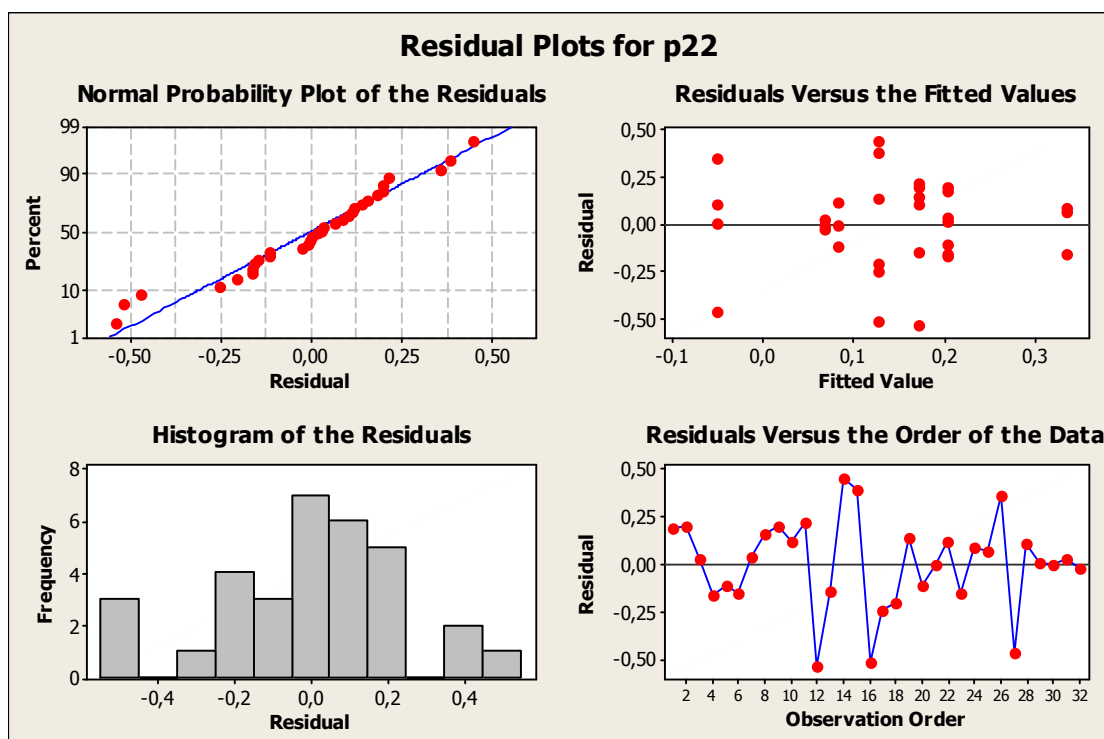 Residual Plots for p22
Normal Probability Plot of the Residuals
99
90
50
10
1
Percent
-0,50 -0,25 0,00 0,25 0,50
Residual
Residuals Versus the Fitted Values
0,50
0,25
0,00
-0,25
-0,50
Residual
-0,1 0,0 0,1 0,2 0,3
Fitted Value
Histogram of the Residuals
8
6
4
2
0
Frequency
-0,4 -0,2 0,0 0,2 0,4
Residual
Residuals Versus the Order of the Data
0,50
0,25
0,00
-0,25
-0,50
Residual
2 4 6 8 10 12 14 16 18 20 22 24 26 28 30 32
Observation Order